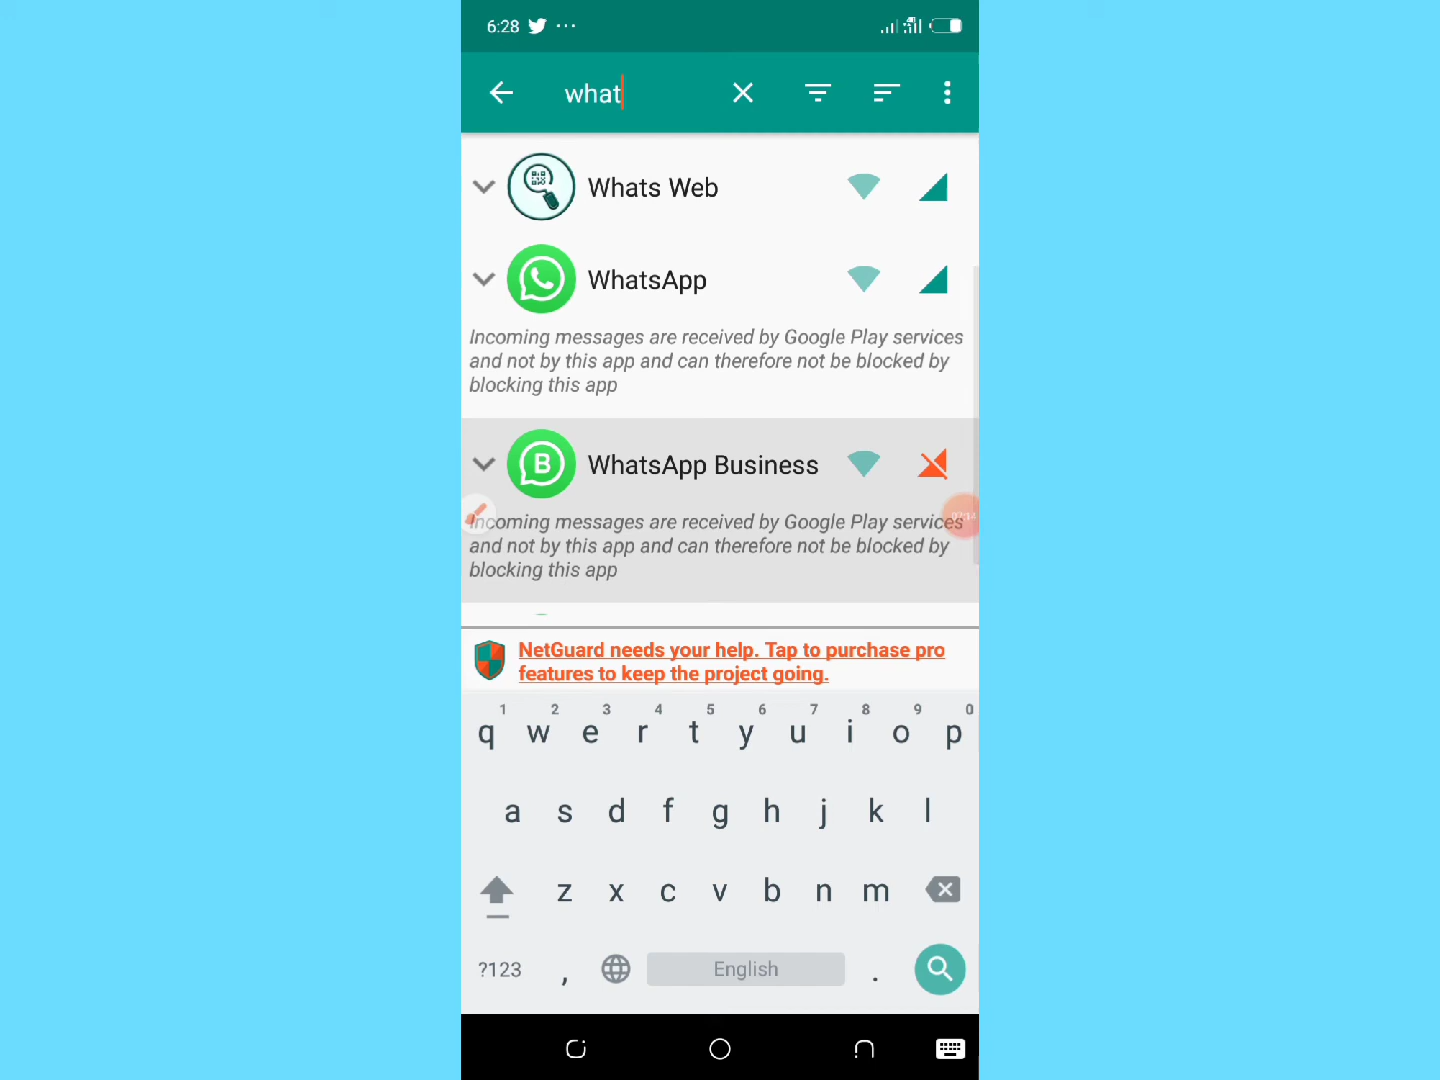 6:28
what
Whats Web
WhatsApp
Incoming messages are received by Google Play services
and not by this app and can therefore not be blocked by
blocking this app
B
WhatsApp Business
Incoming messages are received by Google Play services
and not by this app and can therefore not be blocked by
blocking this app
NetGuard needs your help. Tap to purchase pro
features to keep the project going.
1 2 3 4 5 6 7 8 9 0
q w e r t y u i o p
a s d f g h j k l
z x c v b n m
?123 , English .